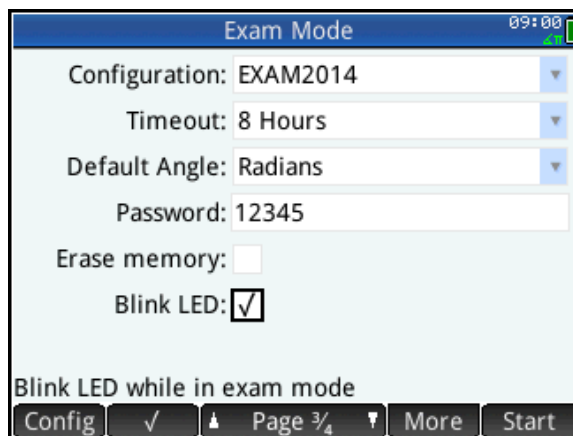 Exam Mode 09:00
∡π
Configuration: EXAM2014
Timeout: 8 Hours
Default Angle: Radians
Password: 12345
Erase memory:
Blink LED: √
Blink LED while in exam mode
Config √ Page ¾ More Start